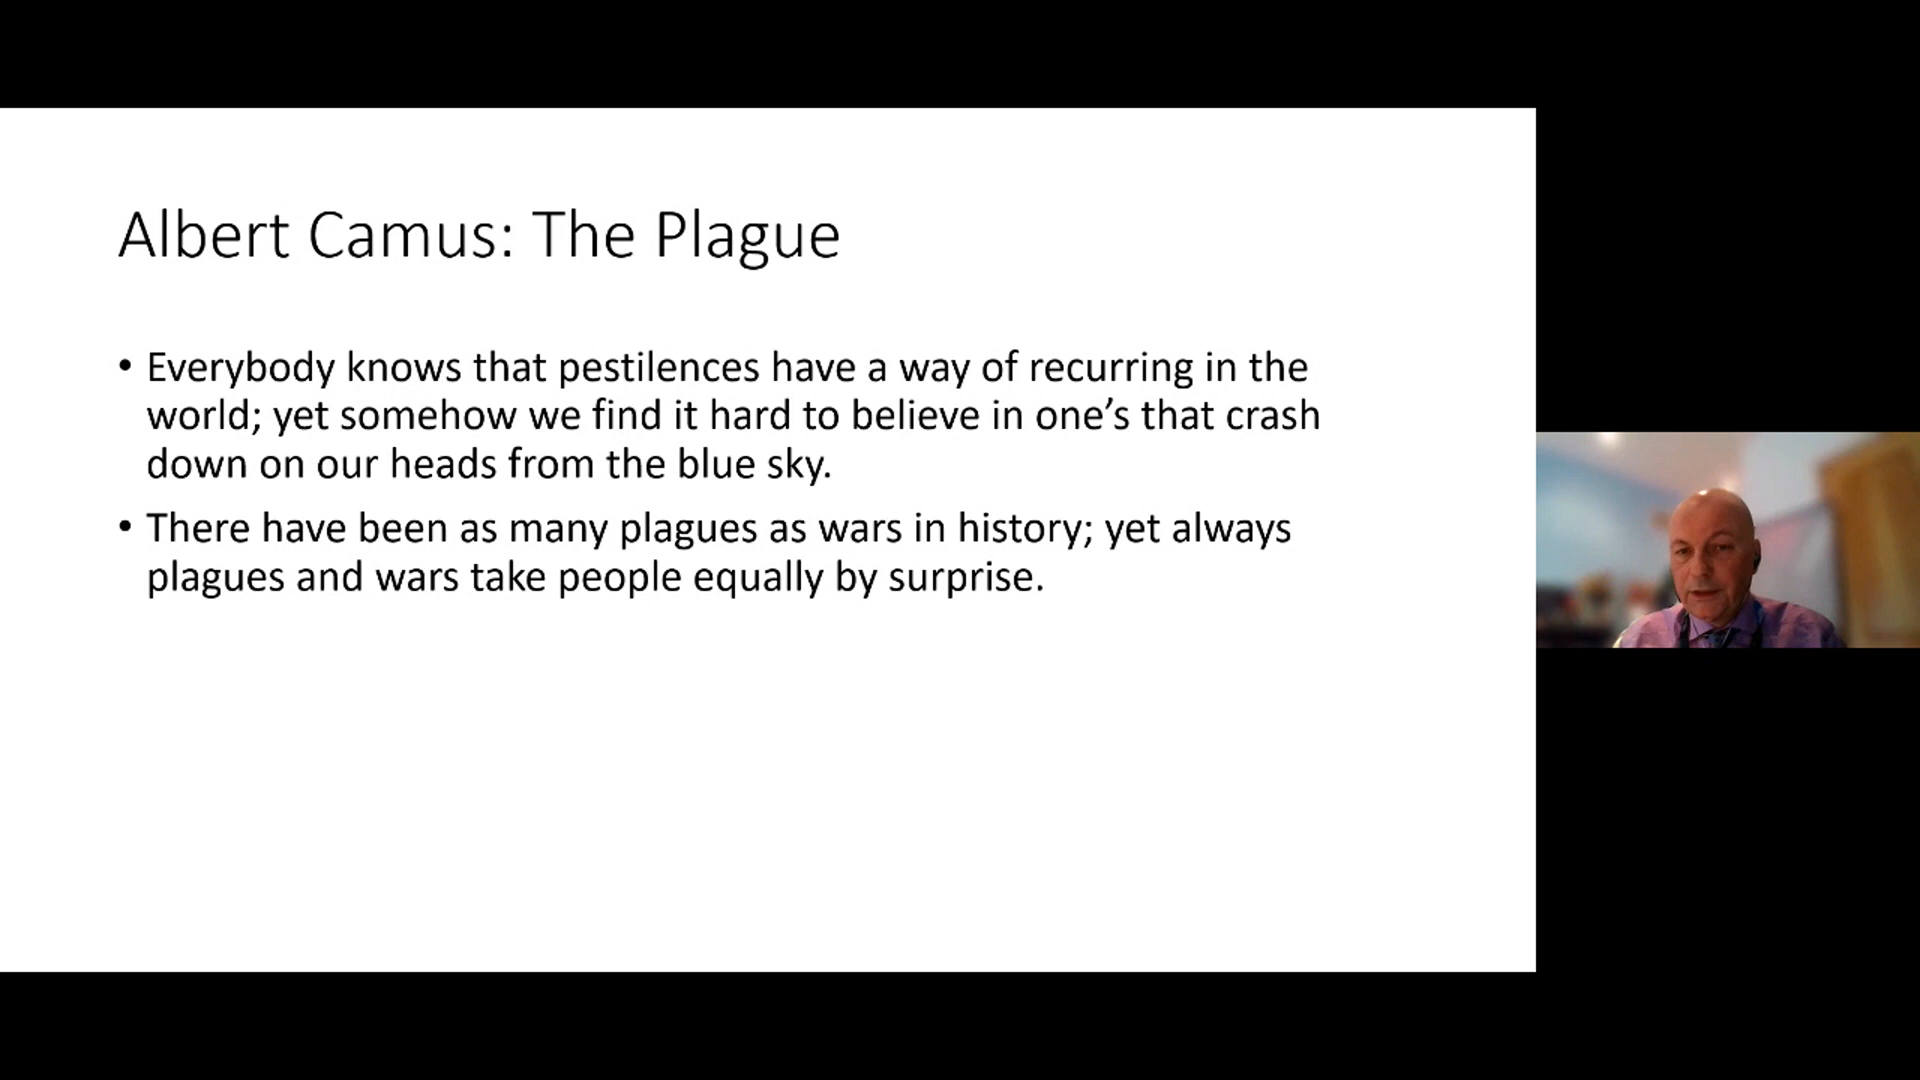 Albert Camus: The Plague
• Everybody knows that pestilences have a way of recurring in the
world; yet somehow we find it hard to believe in one’s that crash
down on our heads from the blue sky.
• There have been as many plagues as wars in history; yet always
plagues and wars take people equally by surprise.